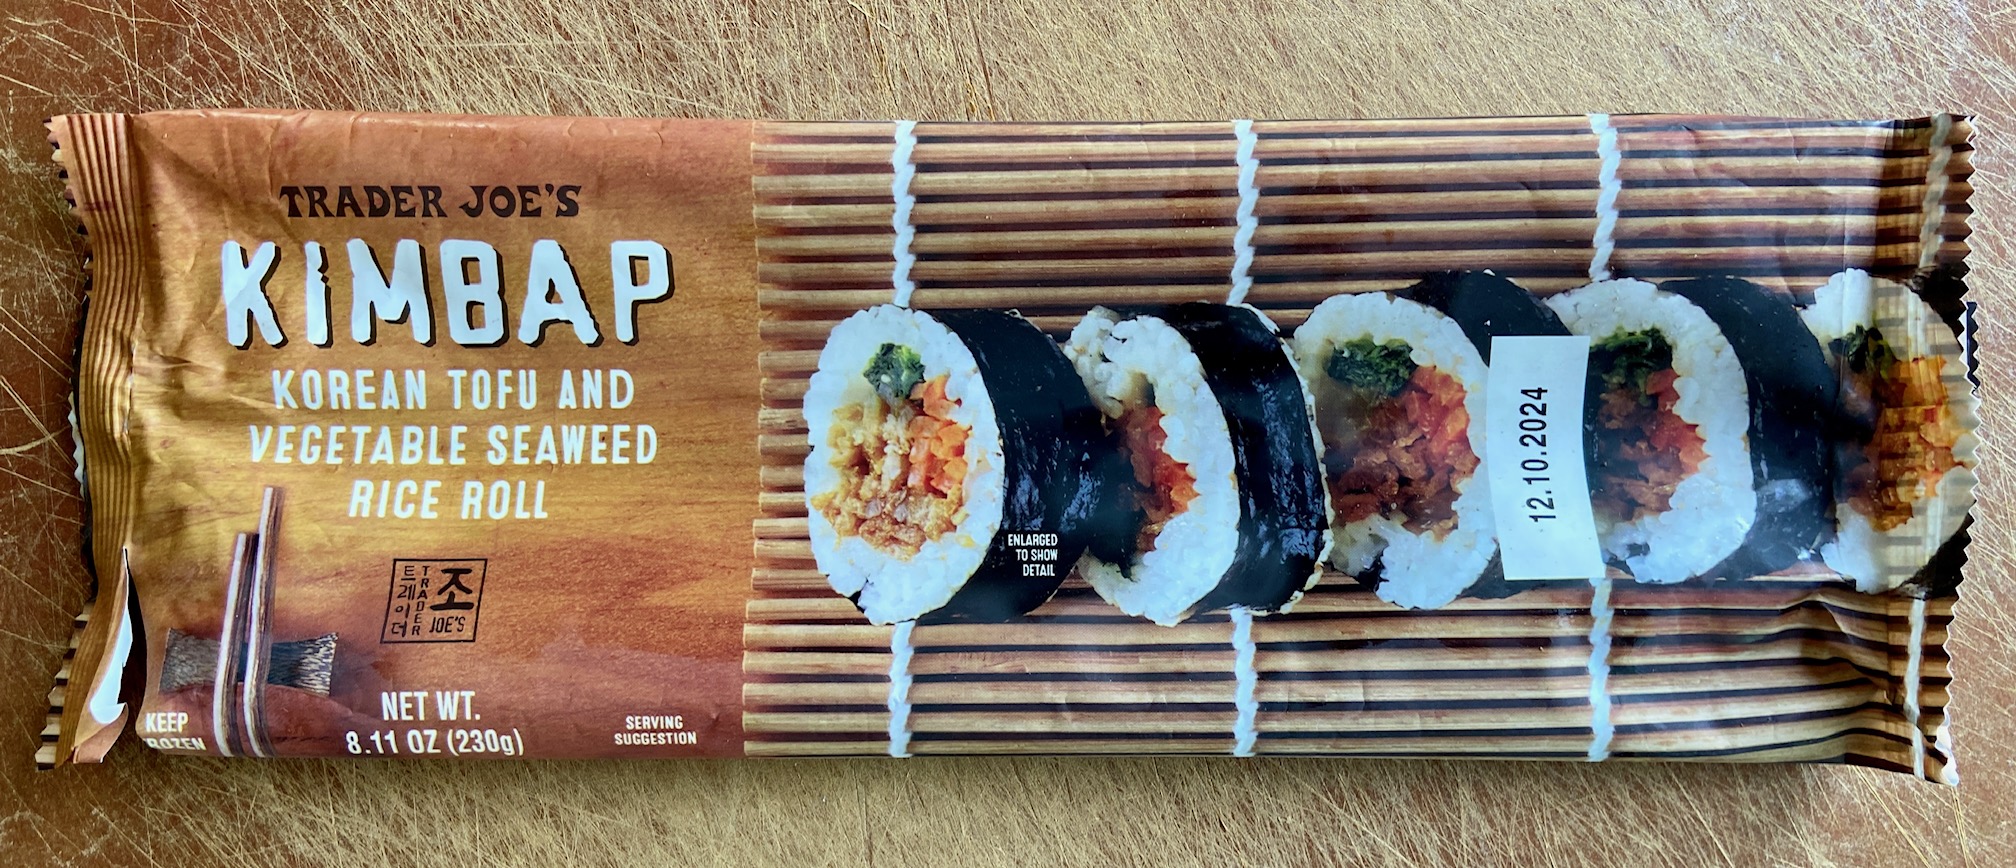 TRADER JOE'S
KIMBAP
KOREAN TOFU AND
VEGETABLE SEAWEED
RICE ROLL
트레이더
TRADER
조
JOE'S
KEEP
FROZEN
NET WT.
8.11 OZ (230g)
SERVING
SUGGESTION
ENLARGED
TO SHOW
DETAIL
12.10.2024